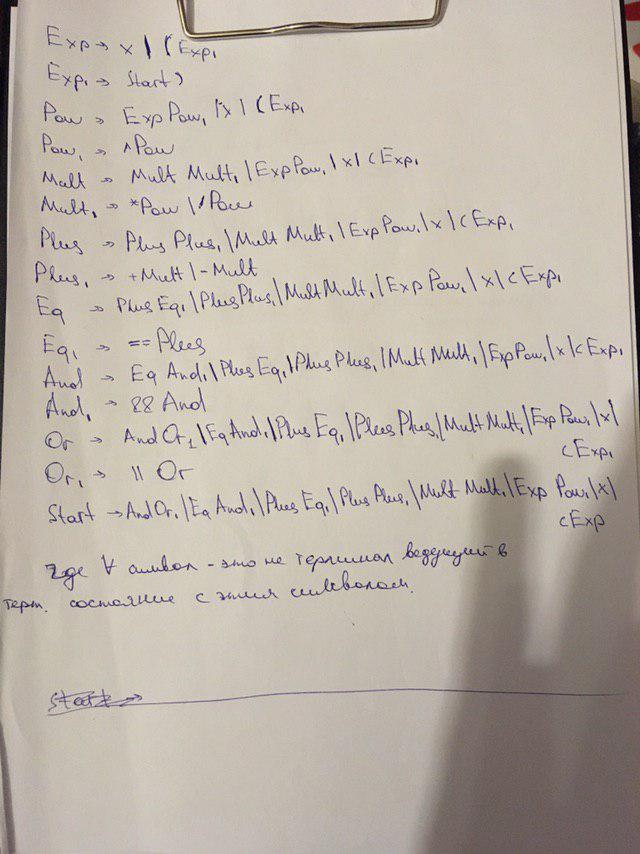 Exp → x | (Exp₁
Exp₁ → Start)
Pow → Exp Pow₁ | x | (Exp₁
Pow₁ → ^Pow
Mult → Mult Mult₁ | Exp Pow₁ | x | (Exp₁
Mult₁ → *Pow | /Pow
Plus → Plus Plus₁ | Mult Mult₁ | Exp Pow₁ | x | (Exp₁
Plus₁ → +Mult | -Mult
Eq → Plus Eq₁ | Plus Plus₁ | Mult Mult₁ | Exp Pow₁ | x | (Exp₁
Eq₁ → == Plus
And → Eq And₁ | Plus Eq₁ | Plus Plus₁ | Mult Mult₁ | Exp Pow₁ | x | (Exp₁
And₁ → && And
Or → And Or₁ | Eq And₁ | Plus Eq₁ | Plus Plus₁ | Mult Mult₁ | Exp Pow₁ | x |
(Exp₁
Or₁ → || Or
Start → And Or₁ | Eq And₁ | Plus Eq₁ | Plus Plus₁ | Mult Mult₁ | Exp Pow₁ | x |
(Exp
где ∀ символ - это не терминал ведущий в
терм. состояние с этим символом.
Start →